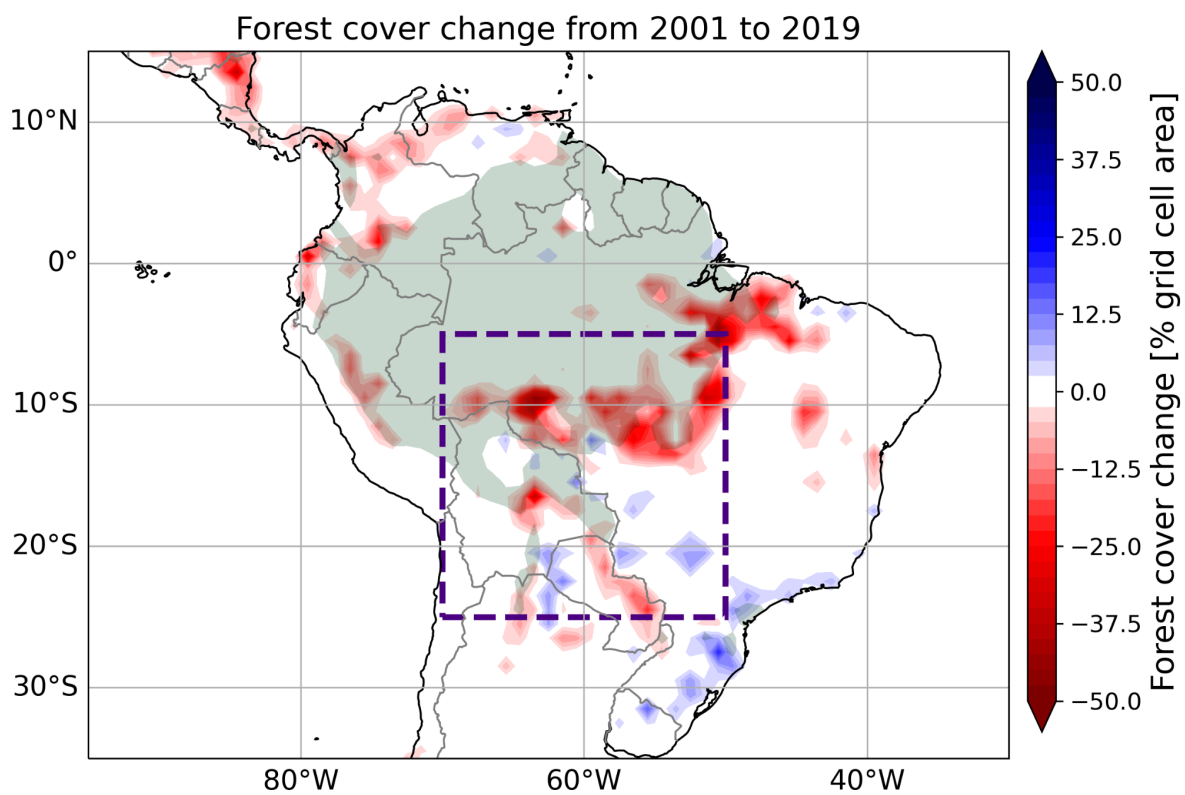 Forest cover change from 2001 to 2019
10°N
0°
10°S
20°S
30°S
80°W
60°W
40°W
50.0
37.5
25.0
12.5
0.0
−12.5
−25.0
−37.5
−50.0
Forest cover change [% grid cell area]